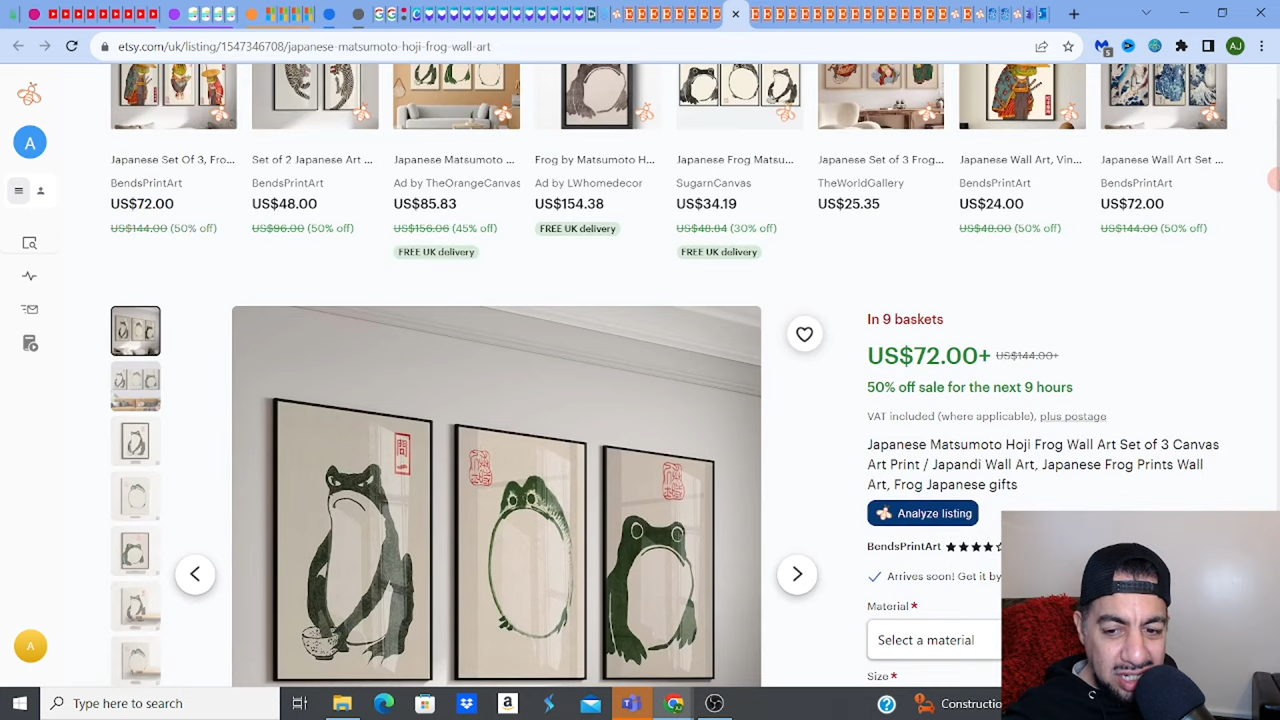 etsy.com/uk/listing/1547346708/japanese-matsumoto-hoji-frog-wall-art
5
AJ
A
Japanese Set Of 3, Fro...
BendsPrintArt
US$72.00
US$144.00 (50% off)
Set of 2 Japanese Art ...
BendsPrintArt
US$48.00
US$96.00 (50% off)
Japanese Matsumoto ...
Ad by TheOrangeCanvas
US$85.83
US$156.06 (45% off)
FREE UK delivery
Frog by Matsumoto H...
Ad by LWhomedecor
US$154.38
FREE UK delivery
Japanese Frog Matsu...
SugarnCanvas
US$34.19
US$48.84 (30% off)
FREE UK delivery
Japanese Set of 3 Frog...
TheWorldGallery
US$25.35
Japanese Wall Art, Vin...
BendsPrintArt
US$24.00
US$48.00 (50% off)
Japanese Wall Art Set ...
BendsPrintArt
US$72.00
US$144.00 (50% off)
In 9 baskets
US$72.00+ US$144.00+
50% off sale for the next 9 hours
VAT included (where applicable), plus postage
Japanese Matsumoto Hoji Frog Wall Art Set of 3 Canvas
Art Print / Japandi Wall Art, Japanese Frog Prints Wall
Art, Frog Japanese gifts
Analyze listing
BendsPrintArt
Arrives soon! Get it by
Material *
Select a material
Size *
A
Type here to search
Constructio